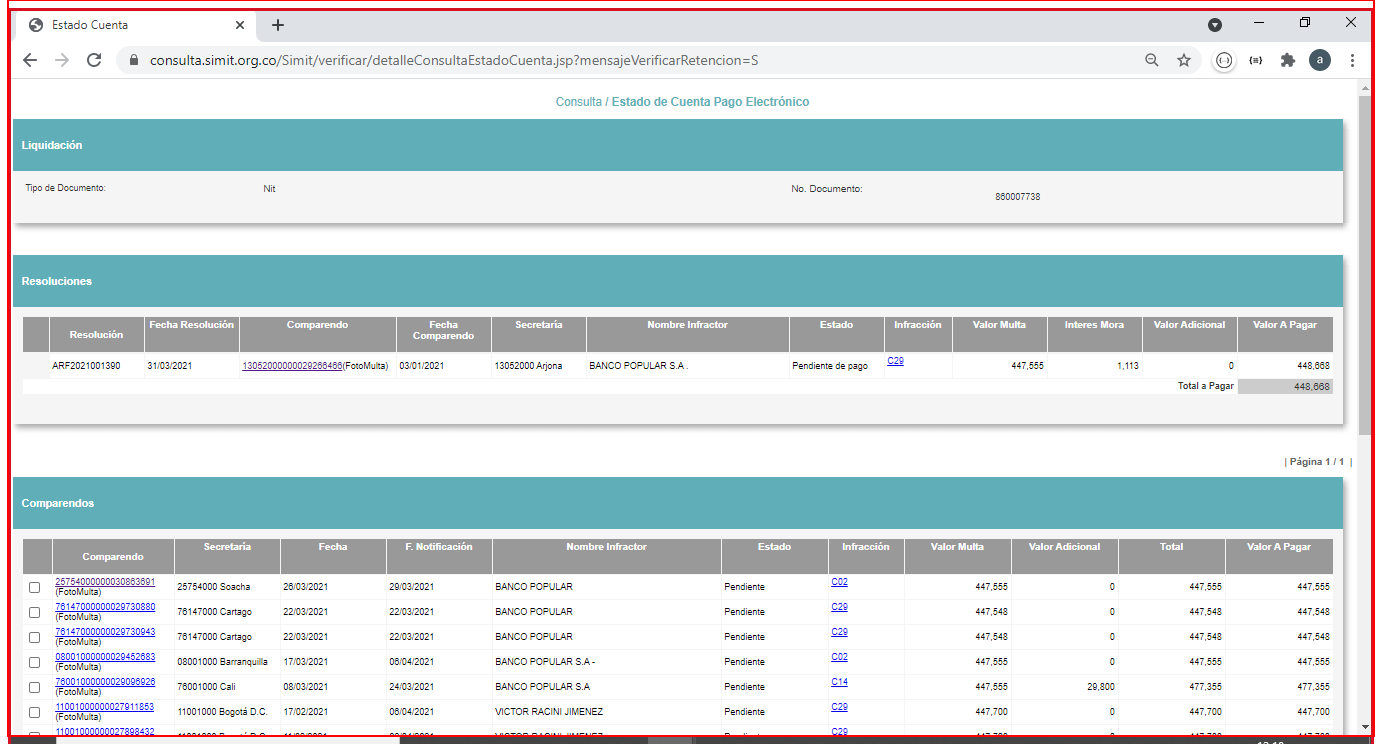 Estado Cuenta
consulta.simit.org.co/Simit/verificar/detalleConsultaEstadoCuenta.jsp?mensajeVerificarRetencion=S
a
Consulta / Estado de Cuenta Pago Electrónico
Liquidación
Tipo de Documento: Nit No. Documento: 860007738
Resoluciones
Resolución Fecha Resolución Comparendo Fecha Comparendo Secretaría Nombre Infractor Estado Infracción Valor Multa Interes Mora Valor Adicional Valor A Pagar
ARF2021001390 31/03/2021 13052000000029266466(FotoMulta) 03/01/2021 13052000 Arjona BANCO POPULAR S.A . Pendiente de pago C29 447,555 1,113 0 448,668
Total a Pagar 448,668
| Página 1 / 1 |
Comparendos
Comparendo Secretaría Fecha F. Notificación Nombre Infractor Estado Infracción Valor Multa Valor Adicional Total Valor A Pagar
25754000000030863691 (FotoMulta) 25754000 Soacha 26/03/2021 29/03/2021 BANCO POPULAR Pendiente C02 447,555 0 447,555 447,555
76147000000029730880 (FotoMulta) 76147000 Cartago 22/03/2021 22/03/2021 BANCO POPULAR Pendiente C29 447,548 0 447,548 447,548
76147000000029730943 (FotoMulta) 76147000 Cartago 22/03/2021 22/03/2021 BANCO POPULAR Pendiente C29 447,548 0 447,548 447,548
08001000000029452683 (FotoMulta) 08001000 Barranquilla 17/03/2021 06/04/2021 BANCO POPULAR S.A - Pendiente C02 447,555 0 447,555 447,555
76001000000029096926 (FotoMulta) 76001000 Cali 08/03/2021 24/03/2021 BANCO POPULAR S.A Pendiente C14 447,555 29,800 477,355 477,355
11001000000027911853 (FotoMulta) 11001000 Bogotá D.C. 17/02/2021 06/04/2021 VICTOR RACINI JIMENEZ Pendiente C29 447,700 0 447,700 447,700
11001000000027898432 C29